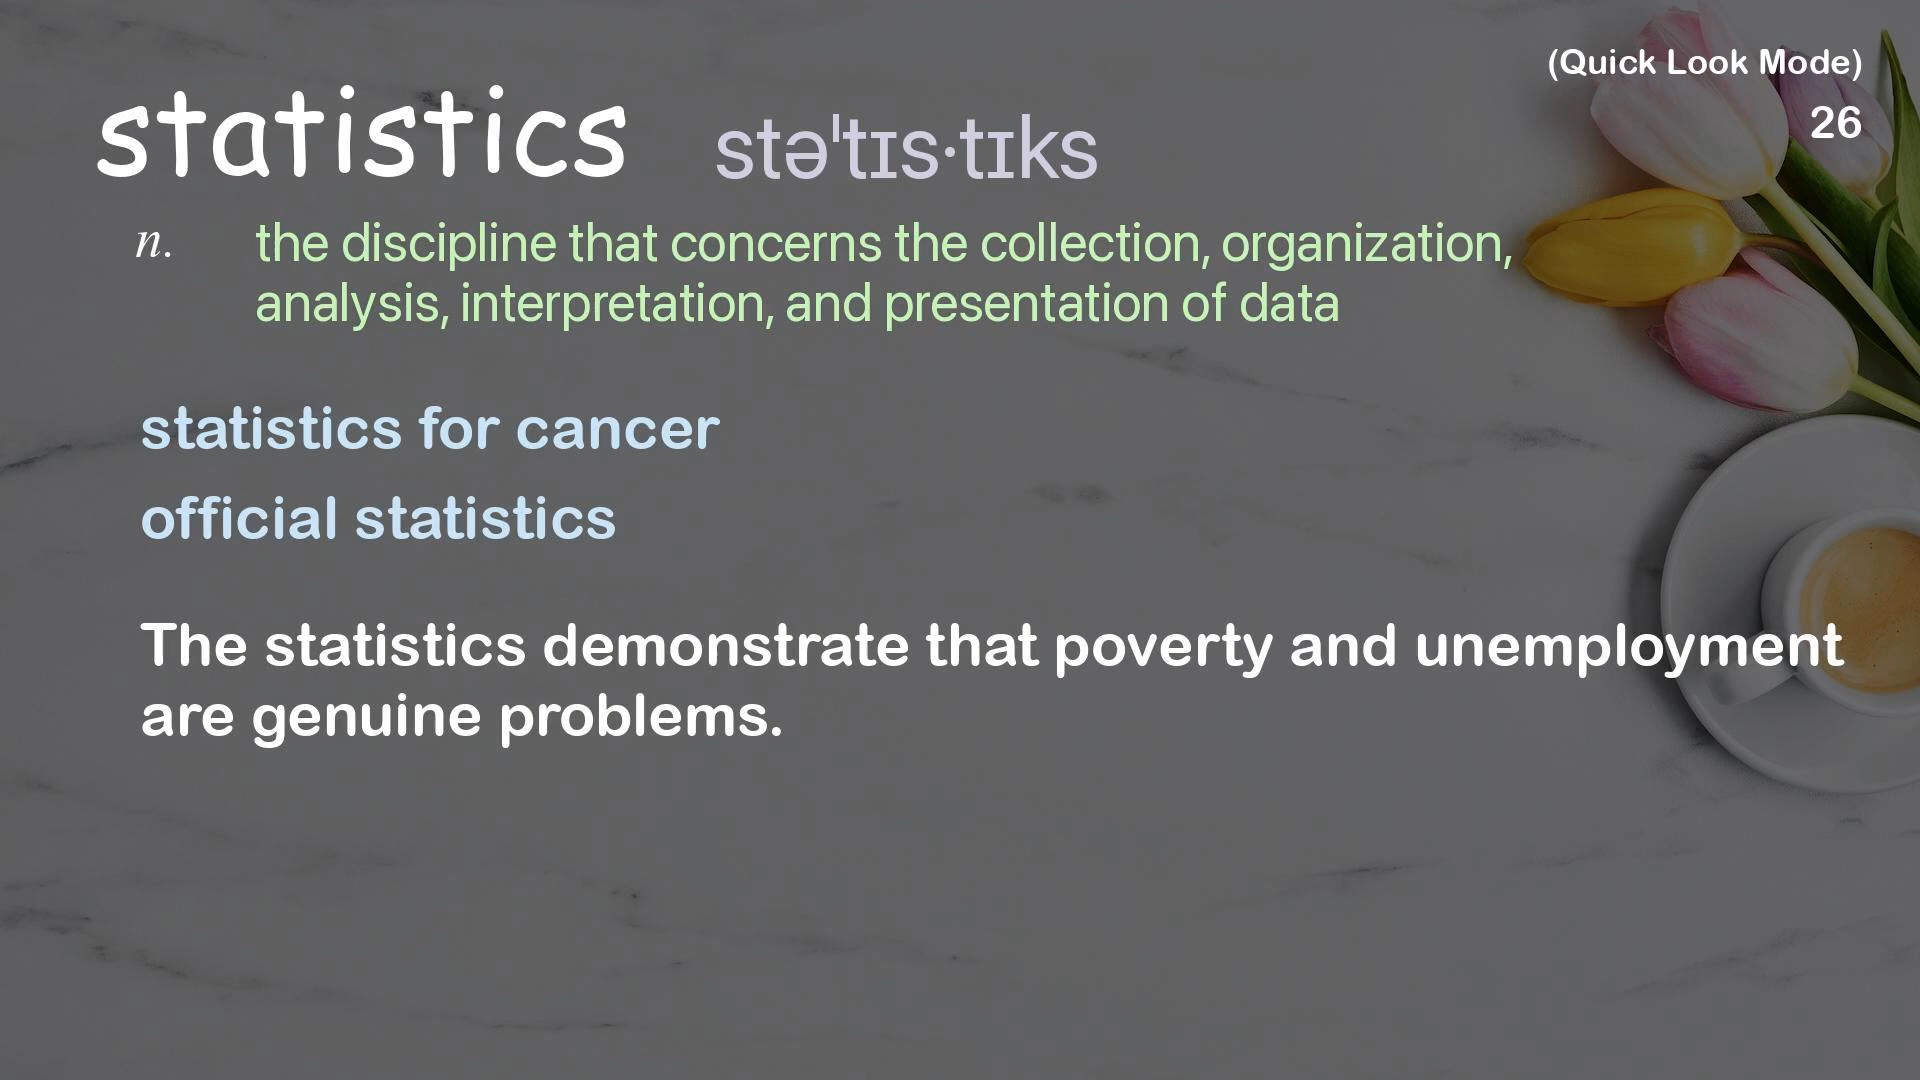 (Quick Look Mode)
26
statistics stəˈtɪs·tɪks
n. the discipline that concerns the collection, organization,
analysis, interpretation, and presentation of data
statistics for cancer
official statistics
The statistics demonstrate that poverty and unemployment
are genuine problems.